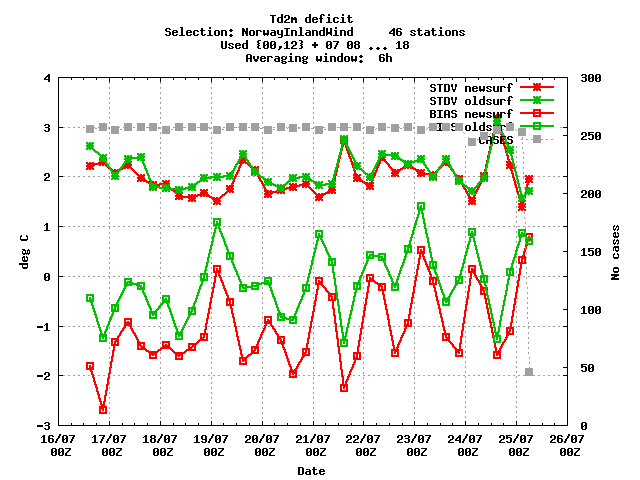 Td2m deficit
Selection: NorwayInlandWind     46 stations
Used {00,12} + 07 08 ... 18
Averaging window:  6h
STDV newsurf
STDV oldsurf
BIAS newsurf
BIAS oldsurf
CASES
4
3
2
1
0
-1
-2
-3
deg C
300
250
200
150
100
50
0
No cases
16/07 17/07 18/07 19/07 20/07 21/07 22/07 23/07 24/07 25/07 26/07
00Z 00Z 00Z 00Z 00Z 00Z 00Z 00Z 00Z 00Z 00Z
Date